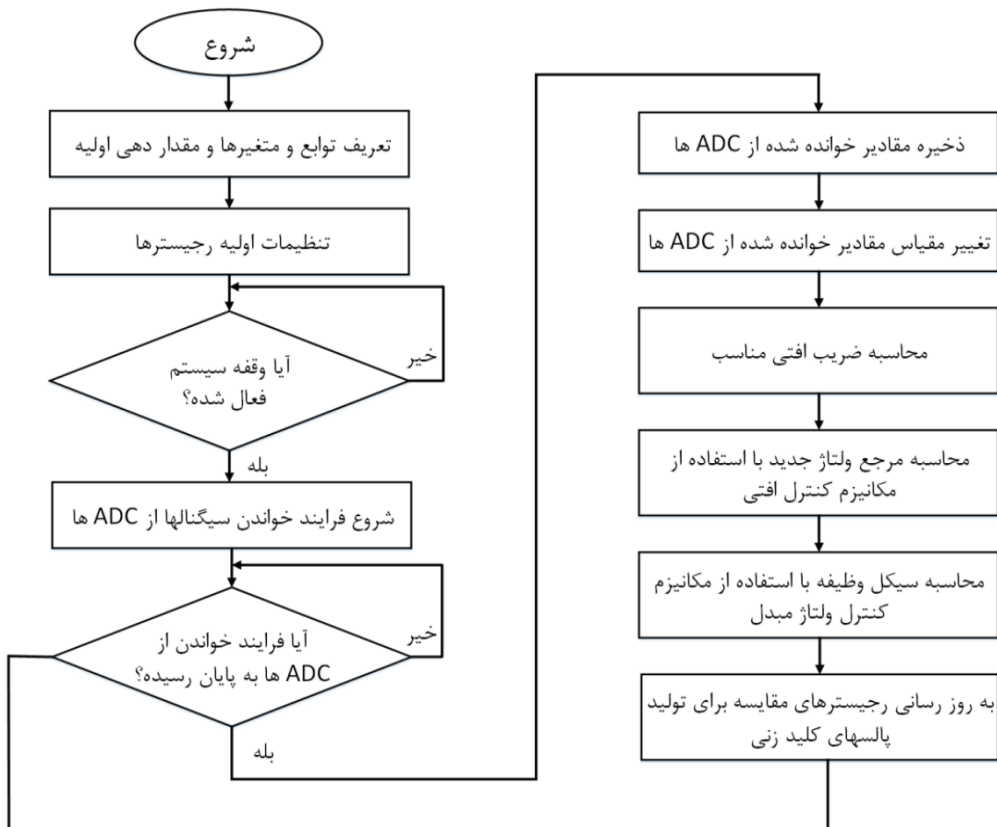 شروع
تعریف توابع و متغیرها و مقدار دهی اولیه
تنظیمات اولیه رجیسترها
آیا وقفه سیستم
فعال شده؟
خیر
بله
شروع فرایند خواندن سیگنالها از ADC ها
آیا فرایند خواندن از
ADC ها به پایان رسیده؟
خیر
بله
ذخیره مقادیر خوانده شده از ADC ها
تغییر مقیاس مقادیر خوانده شده از ADC ها
محاسبه ضریب افتی مناسب
محاسبه مرجع ولتاژ جدید با استفاده از
مکانیزم کنترل افتی
محاسبه سیکل وظیفه با استفاده از مکانیزم
کنترل ولتاژ مبدل
به روز رسانی رجیسترهای مقایسه برای تولید
پالسهای کلید زنی